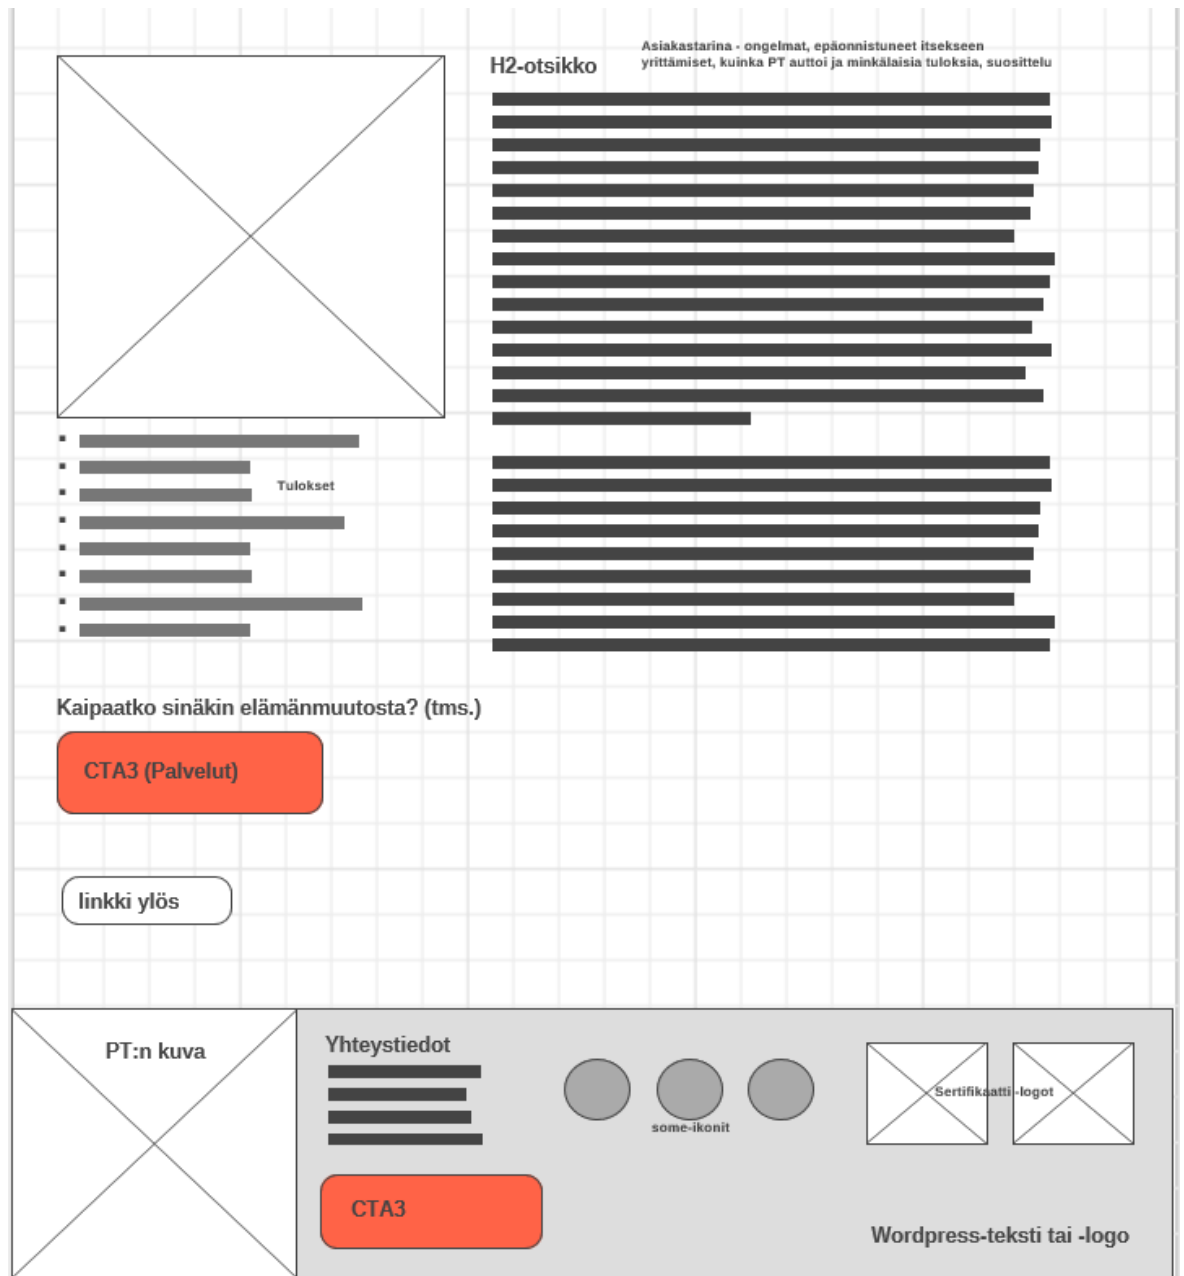 Asiakastarina - ongelmat, epäonnistuneet itsekseen
yrittämiset, kuinka PT auttoi ja minkälaisia tuloksia, suosittelu
H2-otsikko
Tulokset
Kaipaatko sinäkin elämänmuutosta? (tms.)
CTA3 (Palvelut)
linkki ylös
PT:n kuva
Yhteystiedot
some-ikonit
Sertifikaatti -logot
CTA3
Wordpress-teksti tai -logo